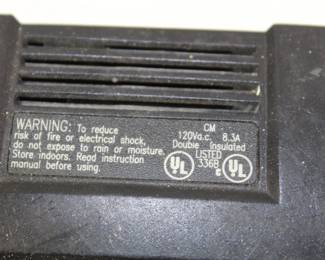 WARNING: To reduce
risk of fire or electrical shock,
do not expose to rain or moisture.
Store indoors. Read instruction
manual before using.
CM
120Va.c. 8.3A
Double Insulated
LISTED
336B
UL
c UL